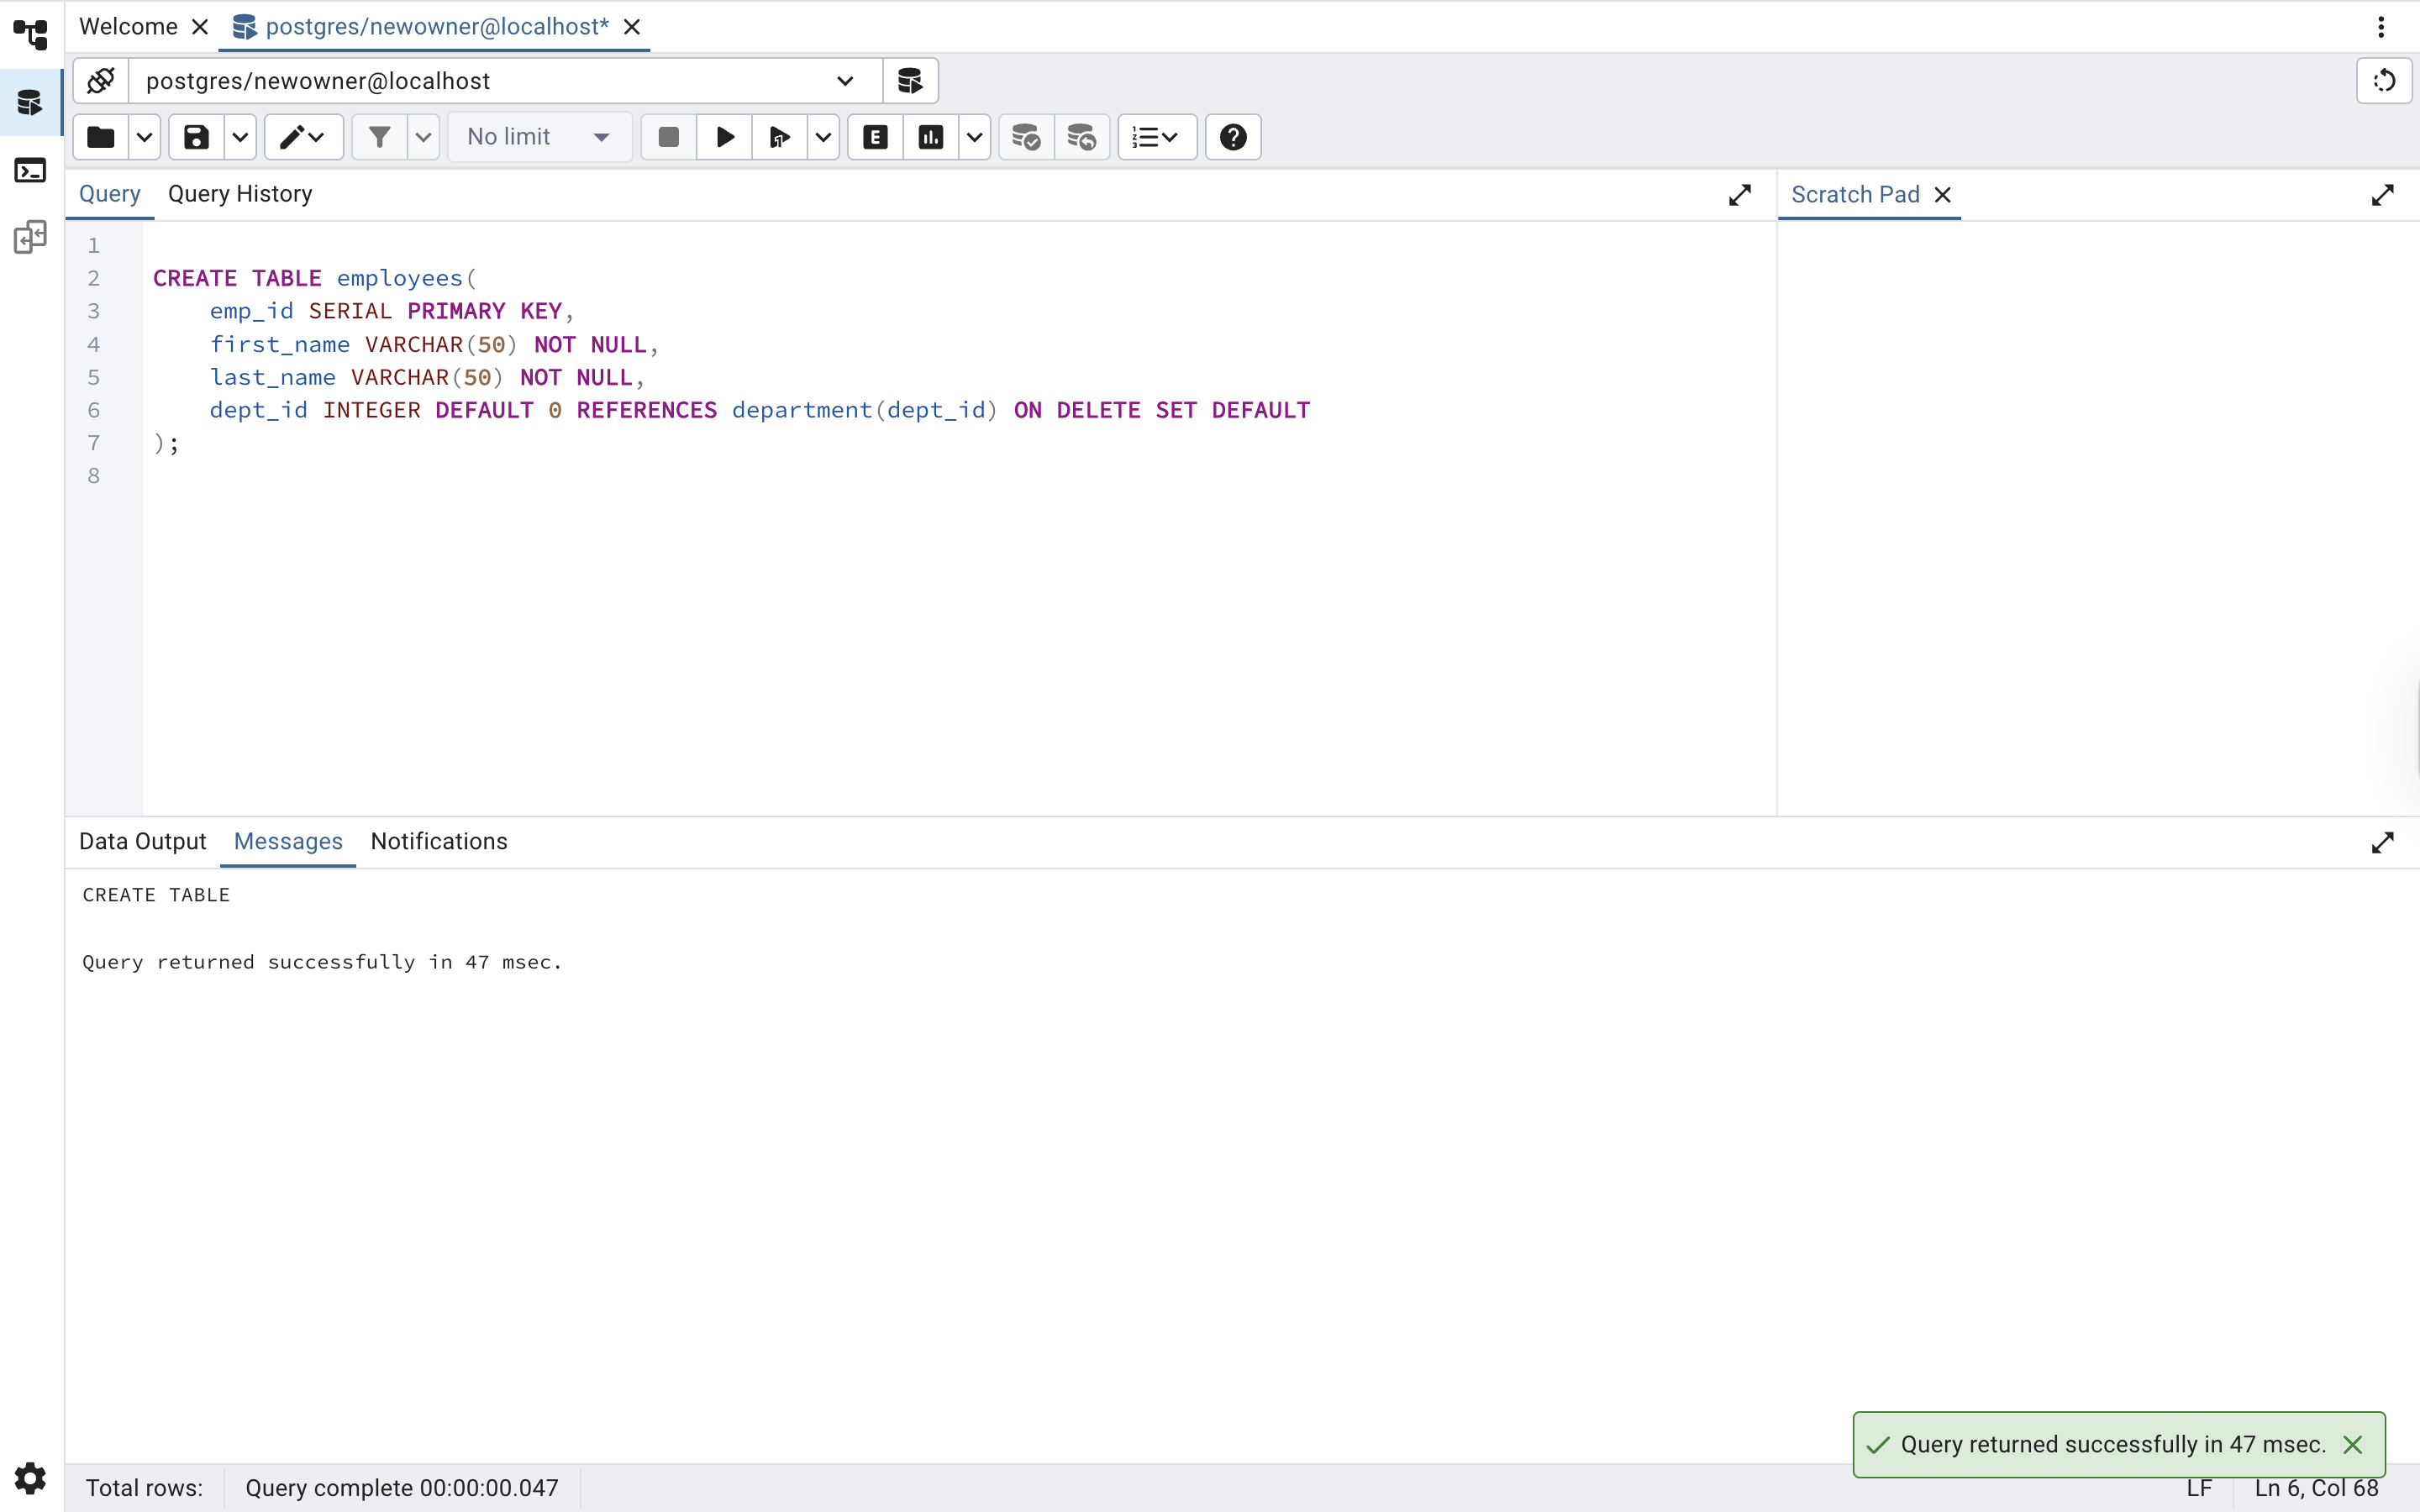 Welcome
postgres/newowner@localhost*
postgres/newowner@localhost
No limit
E
Query
Query History
Scratch Pad
1
2 CREATE TABLE employees(
3 emp_id SERIAL PRIMARY KEY,
4 first_name VARCHAR(50) NOT NULL,
5 last_name VARCHAR(50) NOT NULL,
6 dept_id INTEGER DEFAULT 0 REFERENCES department(dept_id) ON DELETE SET DEFAULT
7 );
8
Data Output
Messages
Notifications
CREATE TABLE
Query returned successfully in 47 msec.
Query returned successfully in 47 msec.
Total rows:
Query complete 00:00:00.047
LF
Ln 6, Col 68